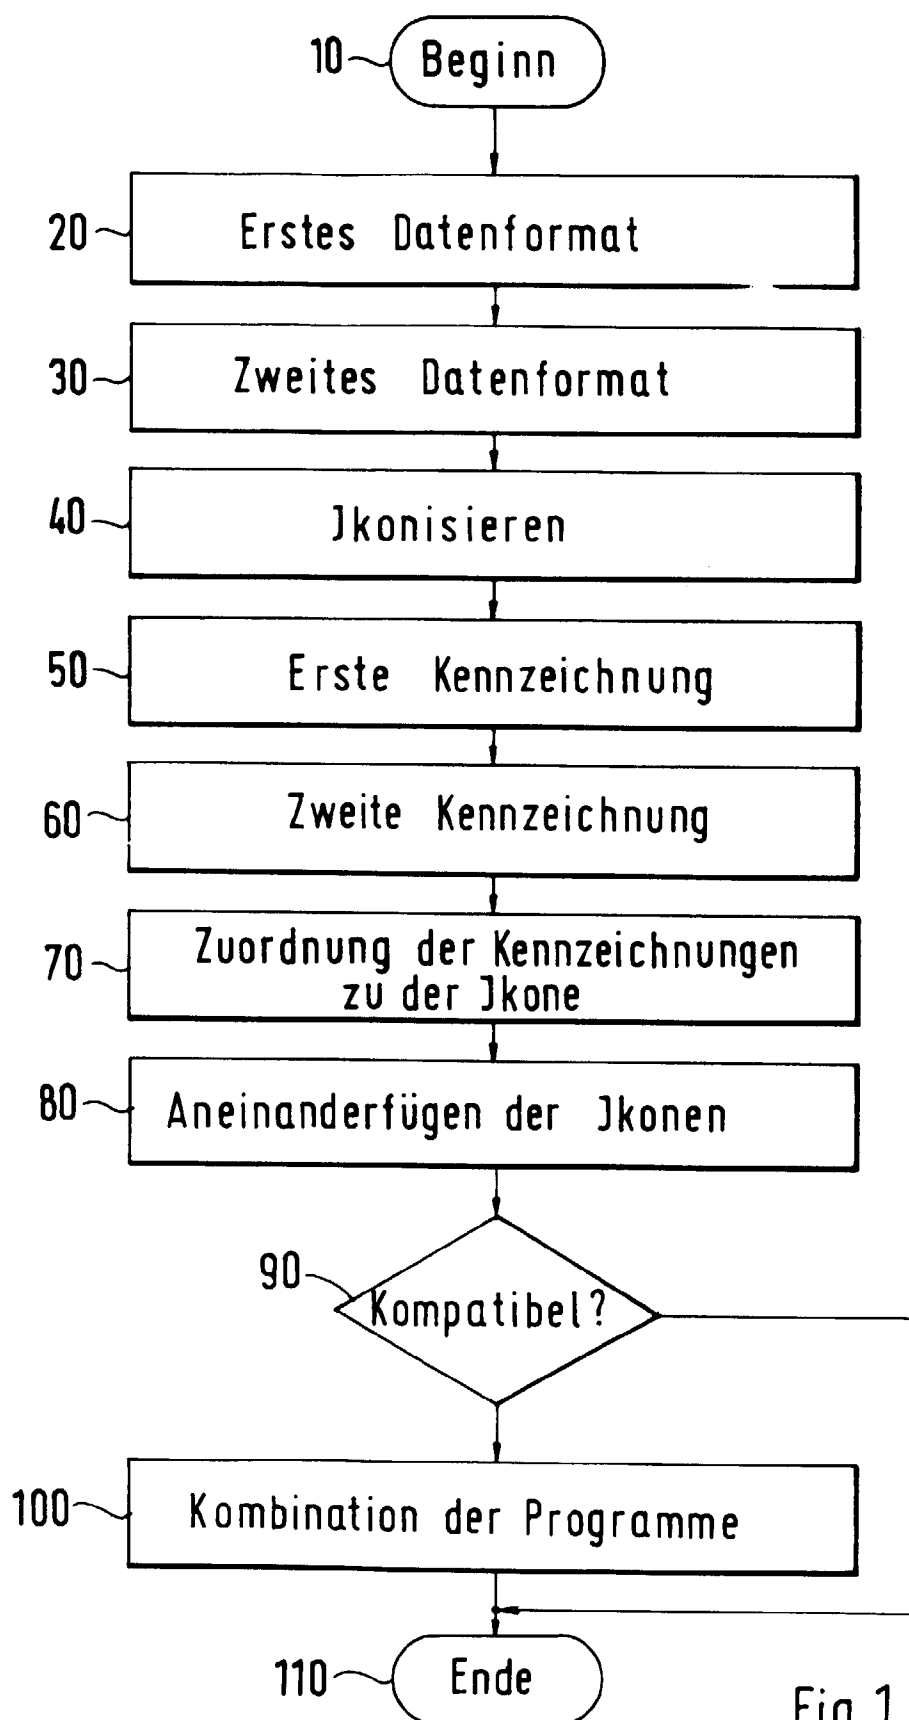 10 Beginn
20 Erstes Datenformat
30 Zweites Datenformat
40 Jkonisieren
50 Erste Kennzeichnung
60 Zweite Kennzeichnung
70 Zuordnung der Kennzeichnungen
zu der Jkone
80 Aneinanderfügen der Jkonen
90 Kompatibel?
100 Kombination der Programme
110 Ende
Fig. 1